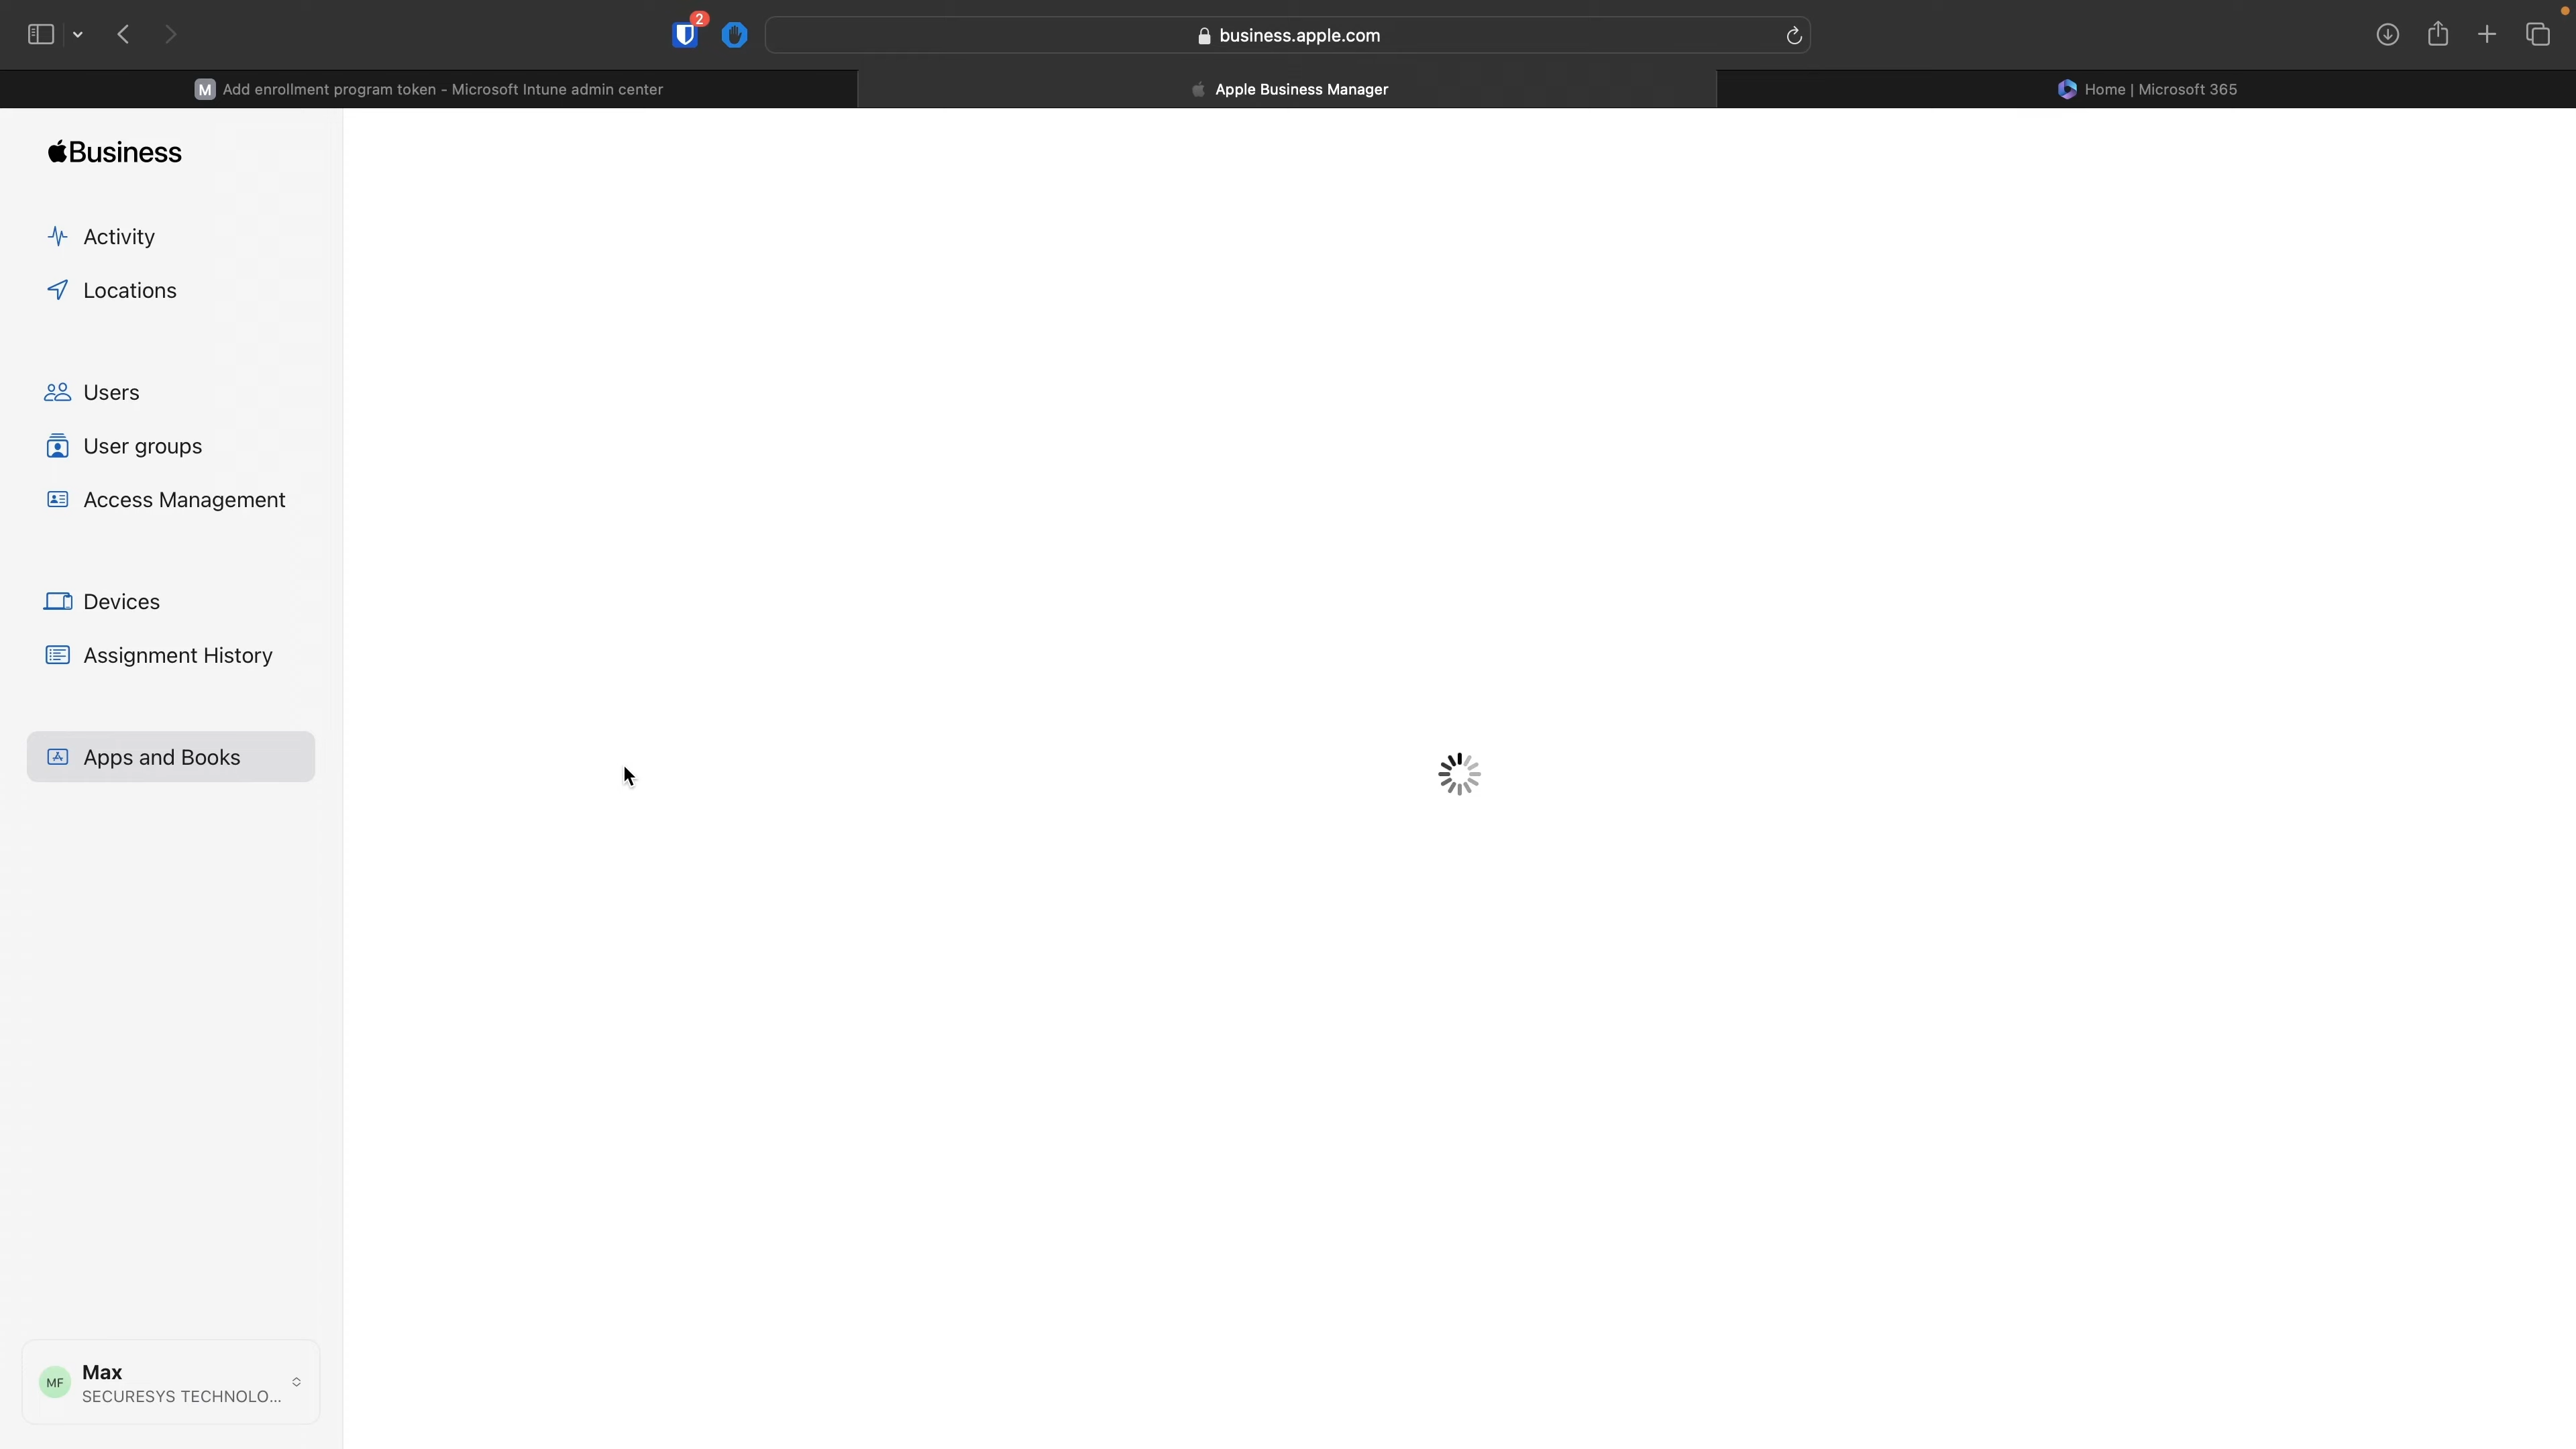 2
business.apple.com
M Add enrollment program token - Microsoft Intune admin center
Apple Business Manager
Home | Microsoft 365
Business
Activity
Locations
Users
User groups
Access Management
Devices
Assignment History
Apps and Books
MF
Max
SECURESYS TECHNOLO...